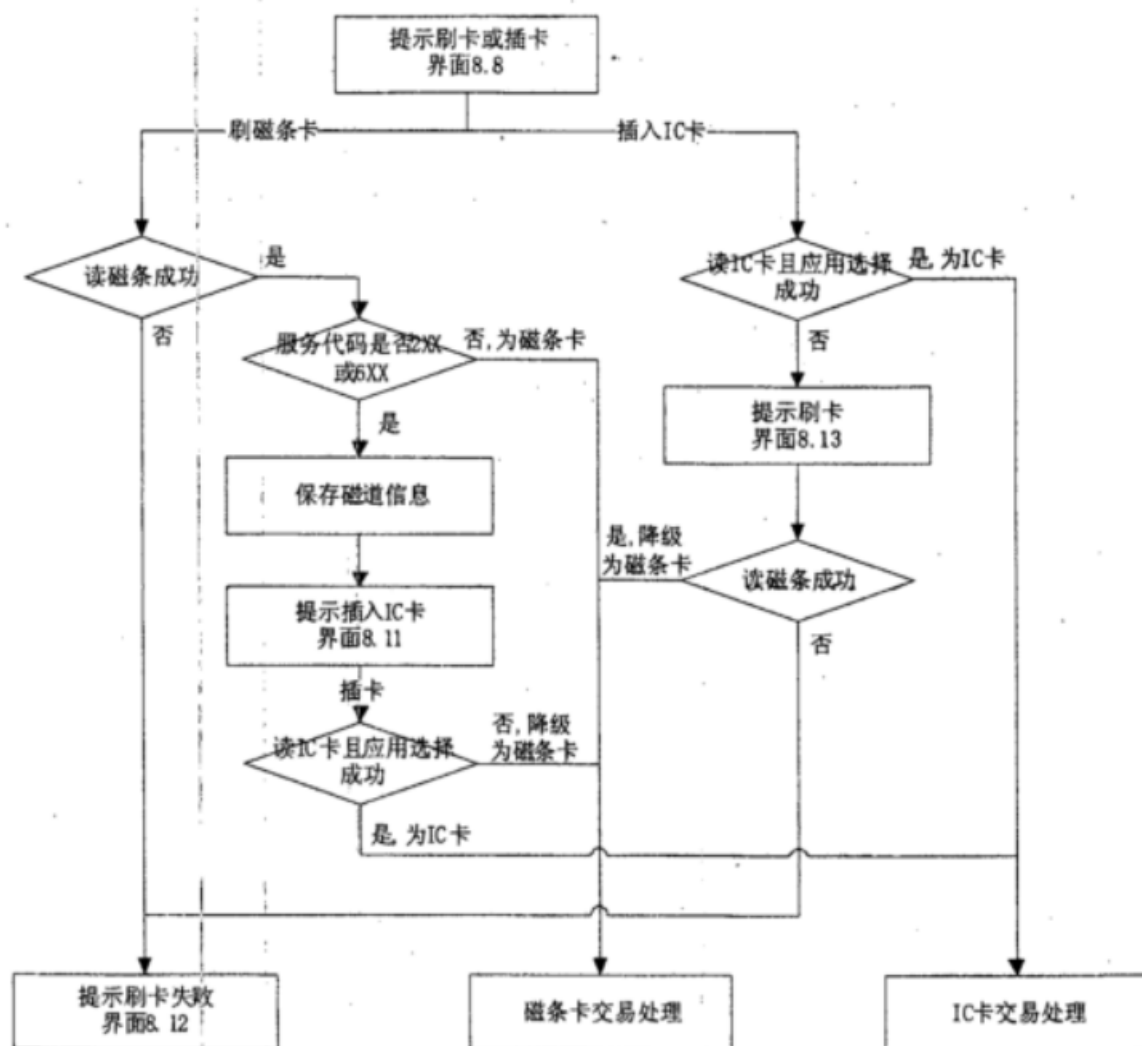 提示刷卡或插卡
界面8.8
刷磁条卡
插入IC卡
读磁条成功
是
否
服务代码是否2XX
或6XX
否,为磁条卡
是
保存磁道信息
提示插入IC卡
界面8.11
插卡
读IC卡且应用选择
成功
否,降级
为磁条卡
是,为IC卡
读IC卡且应用选择
成功
是,为IC卡
否
提示刷卡
界面8.13
是,降级
为磁条卡
读磁条成功
否
提示刷卡失败
界面8.12
磁条卡交易处理
IC卡交易处理